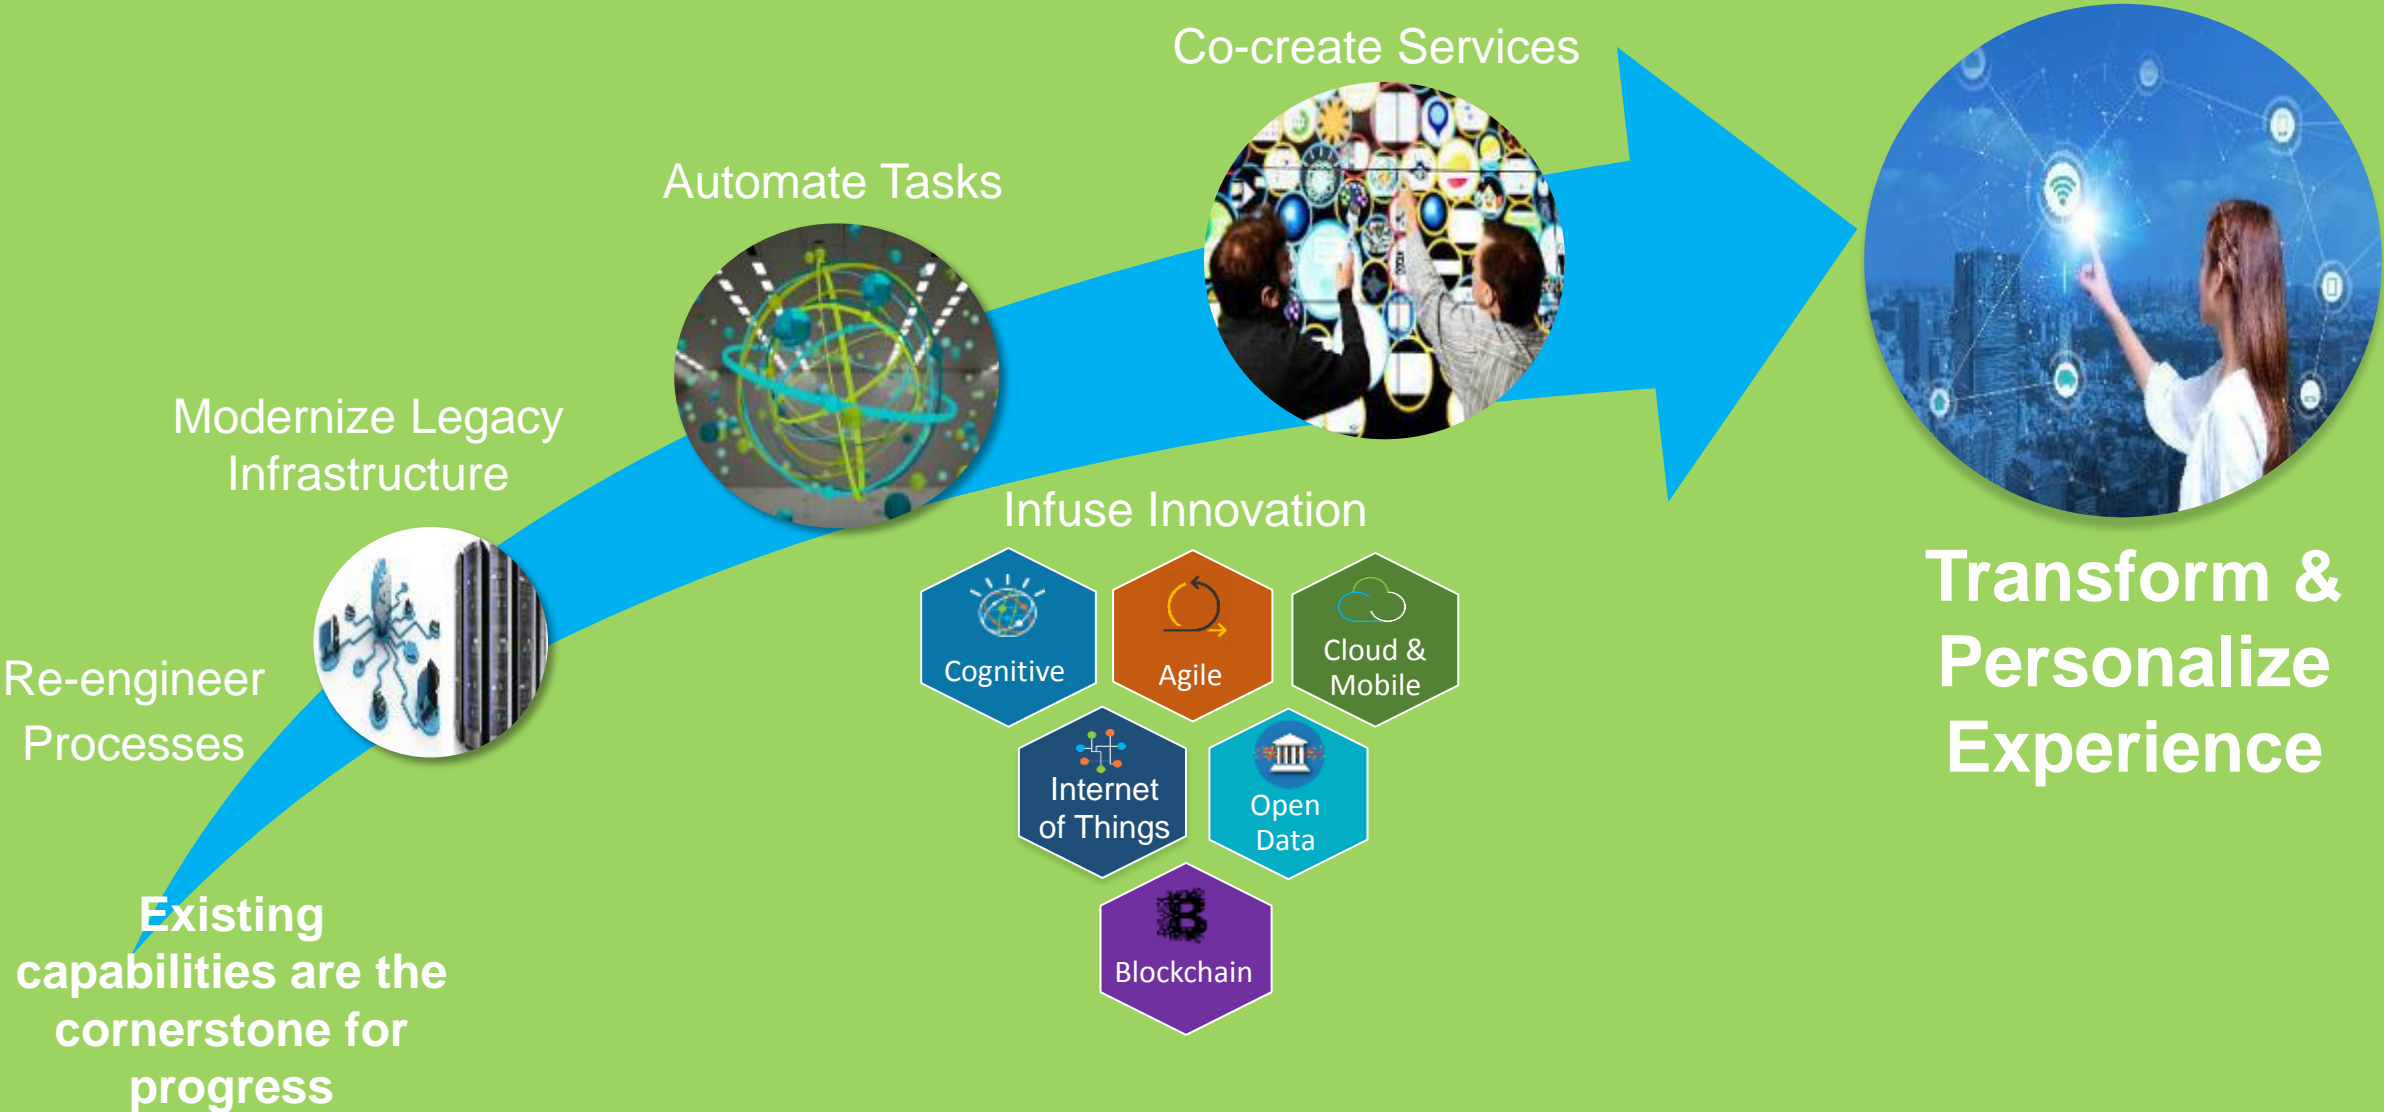 Co-create Services
Automate Tasks
Modernize Legacy
Infrastructure
Re-engineer
Processes
Existing
capabilities are the
cornerstone for
progress
Infuse Innovation
Cognitive
Agile
Cloud &
Mobile
Internet
of Things
Open
Data
Blockchain
Transform &
Personalize
Experience